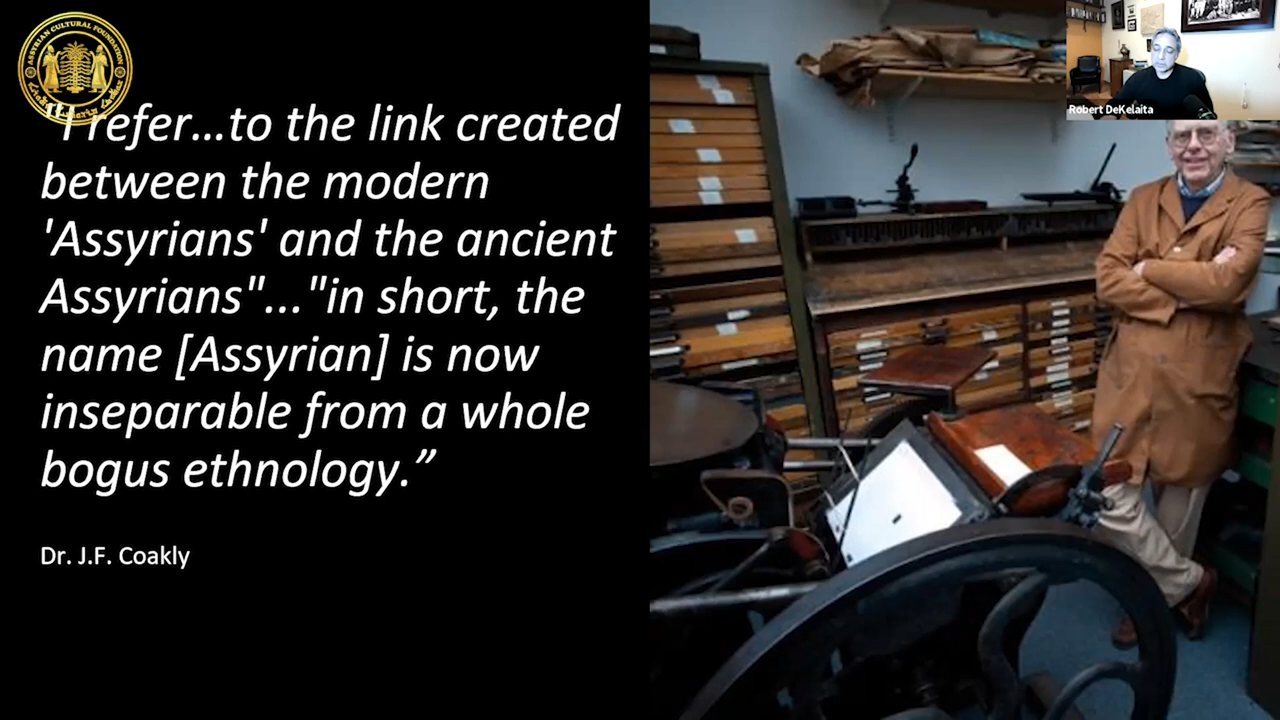 ASSYRIAN CULTURAL FOUNDATION
"I refer...to the link created
between the modern
'Assyrians' and the ancient
Assyrians"..."in short, the
name [Assyrian] is now
inseparable from a whole
bogus ethnology.”
Dr. J.F. Coakly
Robert DeKelaita